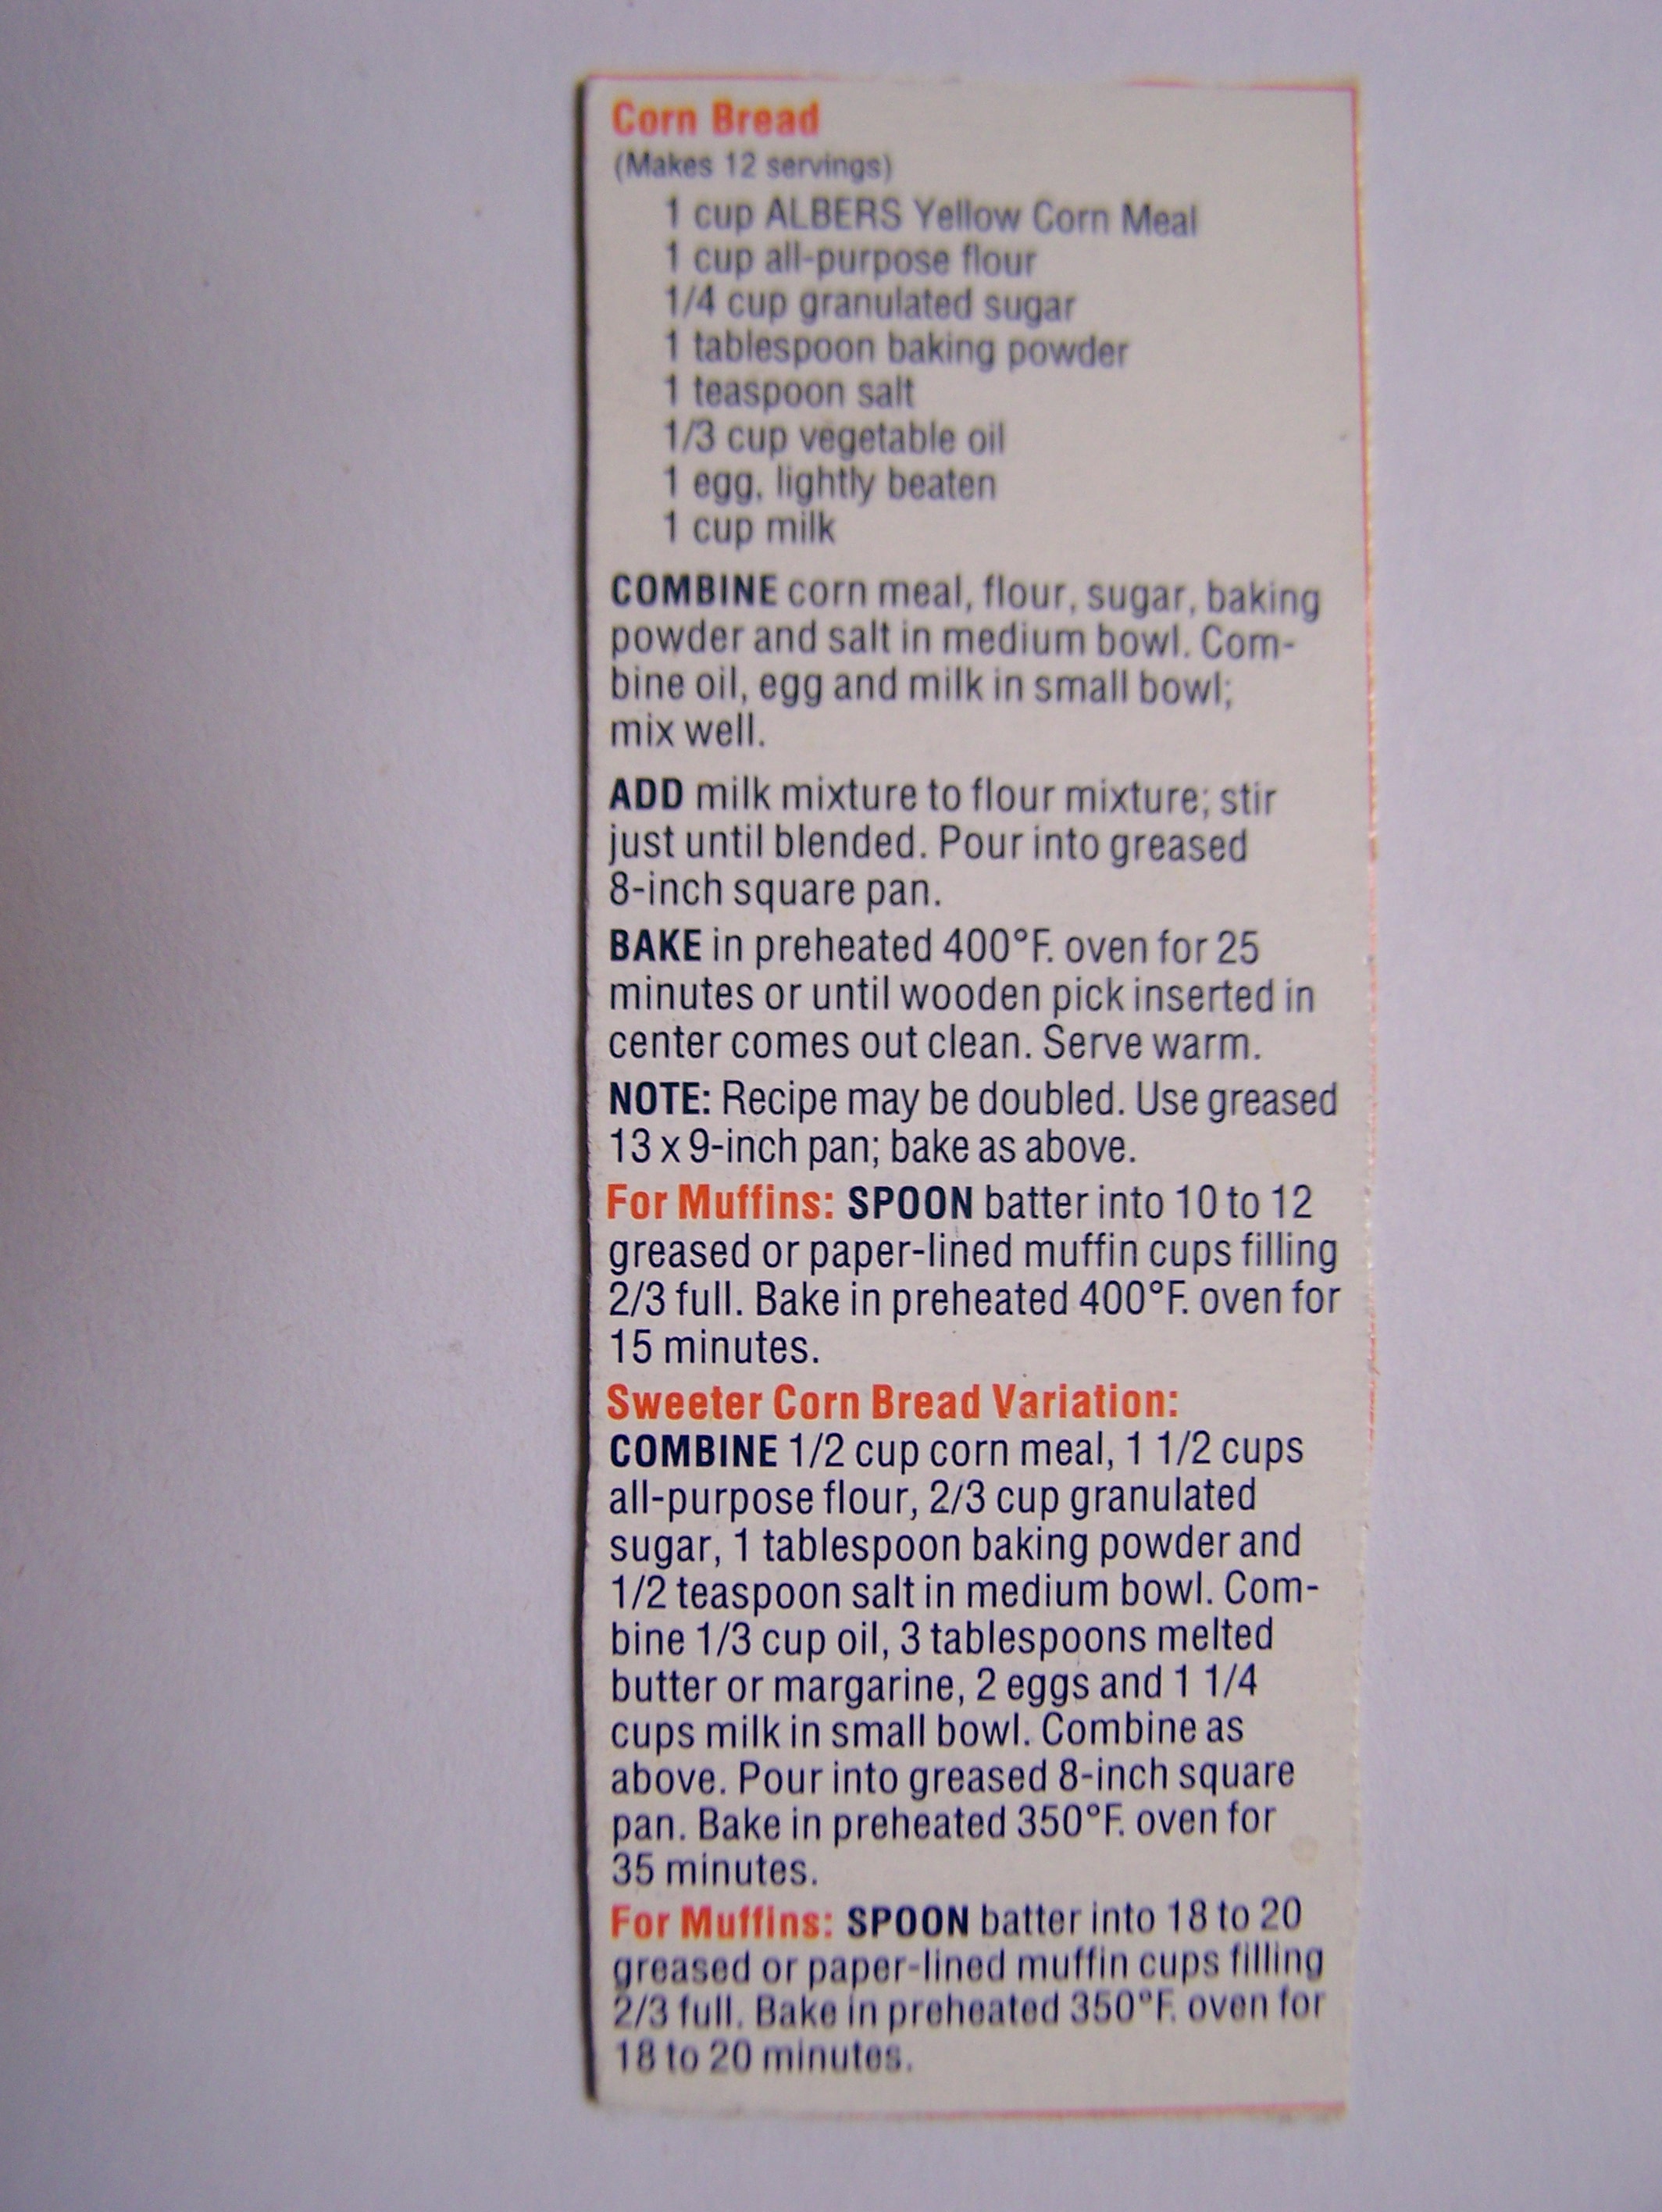 Corn Bread
(Makes 12 servings)
1 cup ALBERS Yellow Corn Meal
1 cup all-purpose flour
1/4 cup granulated sugar
1 tablespoon baking powder
1 teaspoon salt
1/3 cup vegetable oil
1 egg, lightly beaten
1 cup milk
COMBINE corn meal, flour, sugar, baking
powder and salt in medium bowl. Com-
bine oil, egg and milk in small bowl;
mix well.
ADD milk mixture to flour mixture; stir
just until blended. Pour into greased
8-inch square pan.
BAKE in preheated 400°F. oven for 25
minutes or until wooden pick inserted in
center comes out clean. Serve warm.
NOTE: Recipe may be doubled. Use greased
13 x 9-inch pan; bake as above.
For Muffins: SPOON batter into 10 to 12
greased or paper-lined muffin cups filling
2/3 full. Bake in preheated 400°F. oven for
15 minutes.
Sweeter Corn Bread Variation:
COMBINE 1/2 cup corn meal, 1 1/2 cups
all-purpose flour, 2/3 cup granulated
sugar, 1 tablespoon baking powder and
1/2 teaspoon salt in medium bowl. Com-
bine 1/3 cup oil, 3 tablespoons melted
butter or margarine, 2 eggs and 1 1/4
cups milk in small bowl. Combine as
above. Pour into greased 8-inch square
pan. Bake in preheated 350°F. oven for
35 minutes.
For Muffins: SPOON batter into 18 to 20
greased or paper-lined muffin cups filling
2/3 full. Bake in preheated 350°F. oven for
18 to 20 minutes.